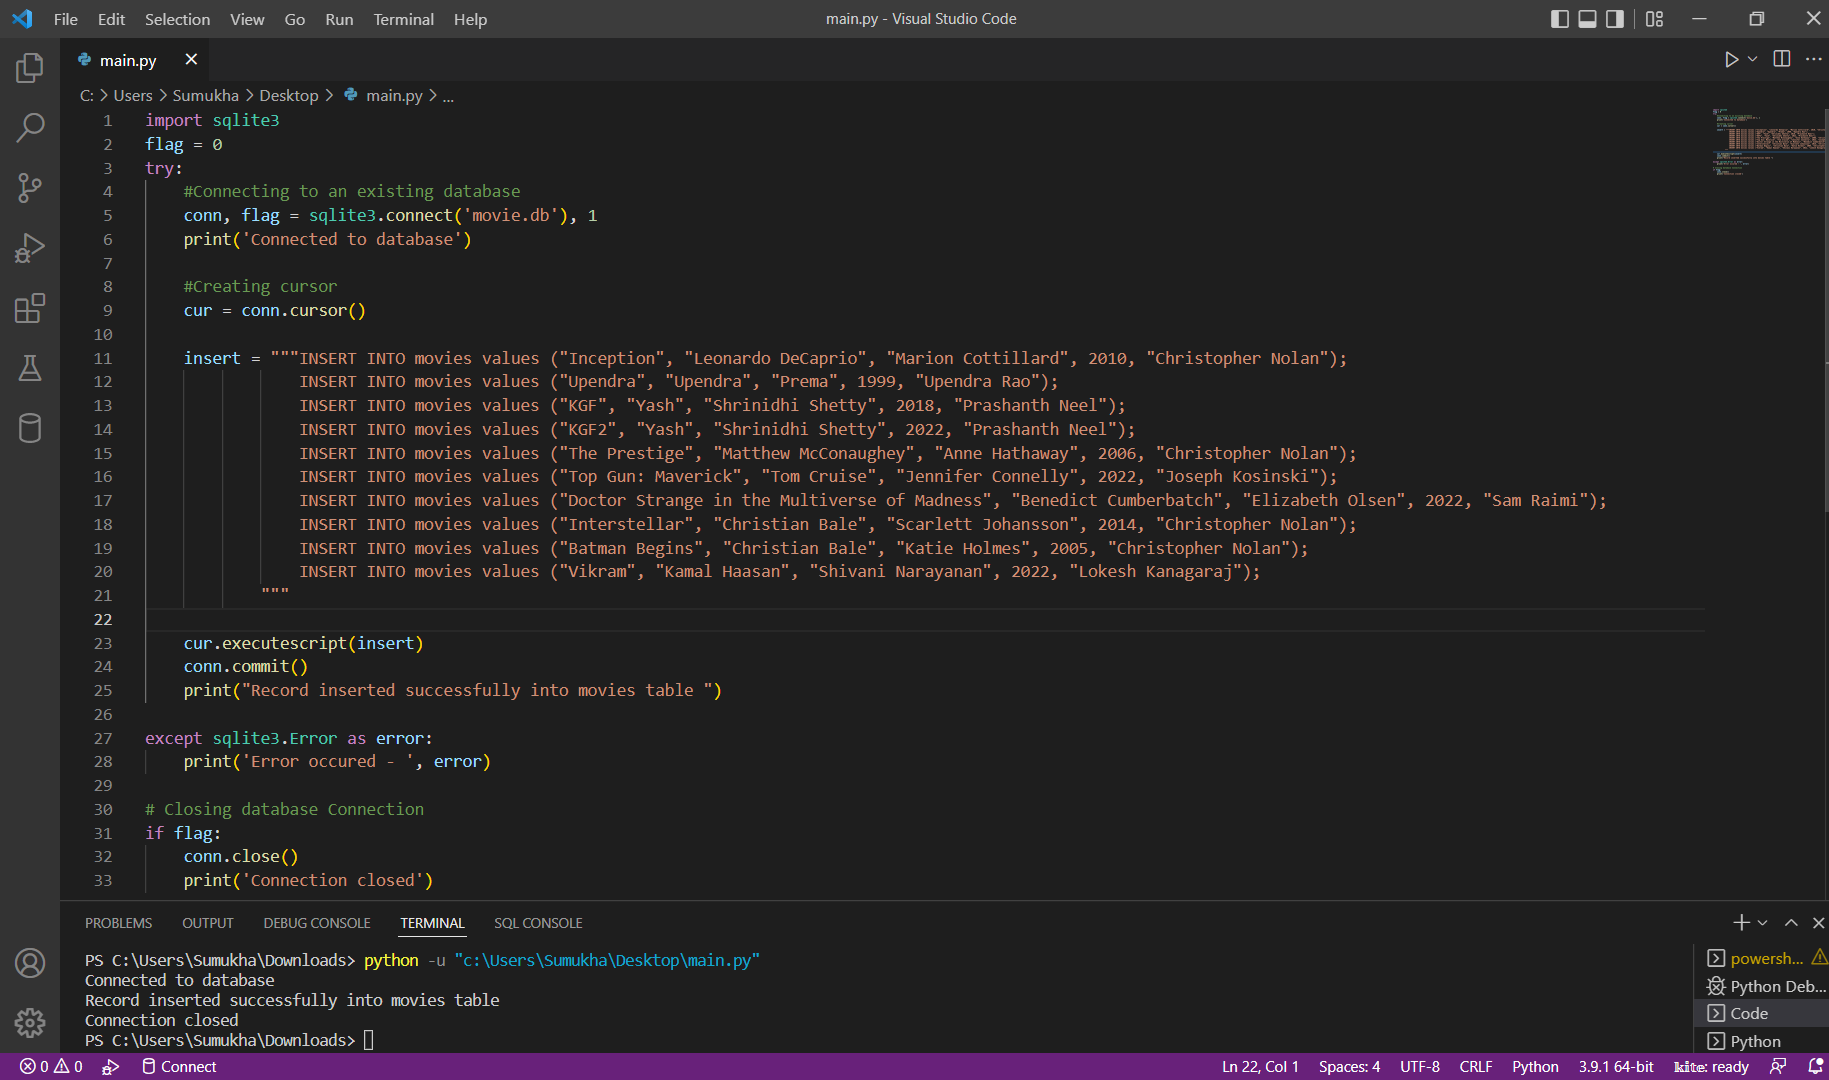 File Edit Selection View Go Run Terminal Help
main.py - Visual Studio Code
main.py
C: > Users > Sumukha > Desktop > main.py > ...
1 import sqlite3
2 flag = 0
3 try:
4 #Connecting to an existing database
5 conn, flag = sqlite3.connect('movie.db'), 1
6 print('Connected to database')
7
8 #Creating cursor
9 cur = conn.cursor()
10
11 insert = """INSERT INTO movies values ("Inception", "Leonardo DeCaprio", "Marion Cottillard", 2010, "Christopher Nolan");
12 INSERT INTO movies values ("Upendra", "Upendra", "Prema", 1999, "Upendra Rao");
13 INSERT INTO movies values ("KGF", "Yash", "Shrinidhi Shetty", 2018, "Prashanth Neel");
14 INSERT INTO movies values ("KGF2", "Yash", "Shrinidhi Shetty", 2022, "Prashanth Neel");
15 INSERT INTO movies values ("The Prestige", "Matthew McConaughey", "Anne Hathaway", 2006, "Christopher Nolan");
16 INSERT INTO movies values ("Top Gun: Maverick", "Tom Cruise", "Jennifer Connelly", 2022, "Joseph Kosinski");
17 INSERT INTO movies values ("Doctor Strange in the Multiverse of Madness", "Benedict Cumberbatch", "Elizabeth Olsen", 2022, "Sam Raimi");
18 INSERT INTO movies values ("Interstellar", "Christian Bale", "Scarlett Johansson", 2014, "Christopher Nolan");
19 INSERT INTO movies values ("Batman Begins", "Christian Bale", "Katie Holmes", 2005, "Christopher Nolan");
20 INSERT INTO movies values ("Vikram", "Kamal Haasan", "Shivani Narayanan", 2022, "Lokesh Kanagaraj");
21 """
22
23 cur.executescript(insert)
24 conn.commit()
25 print("Record inserted successfully into movies table ")
26
27 except sqlite3.Error as error:
28 print('Error occured - ', error)
29
30 # Closing database Connection
31 if flag:
32 conn.close()
33 print('Connection closed')
PROBLEMS OUTPUT DEBUG CONSOLE TERMINAL SQL CONSOLE
PS C:\Users\Sumukha\Downloads> python -u "c:\Users\Sumukha\Desktop\main.py"
Connected to database
Record inserted successfully into movies table
Connection closed
PS C:\Users\Sumukha\Downloads>
powersh...
Python Deb...
Code
Python
0 0 Connect
Ln 22, Col 1 Spaces: 4 UTF-8 CRLF Python 3.9.1 64-bit kite: ready